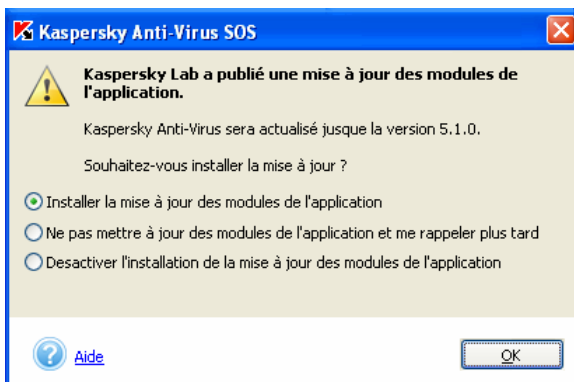 Kaspersky Anti-Virus SOS
Kaspersky Lab a publié une mise à jour des modules de
l'application.
Kaspersky Anti-Virus sera actualisé jusque la version 5.1.0.
Souhaitez-vous installer la mise à jour ?
Installer la mise à jour des modules de l'application
Ne pas mettre à jour des modules de l'application et me rappeler plus tard
Desactiver l'installation de la mise à jour des modules de l'application
Aide
OK